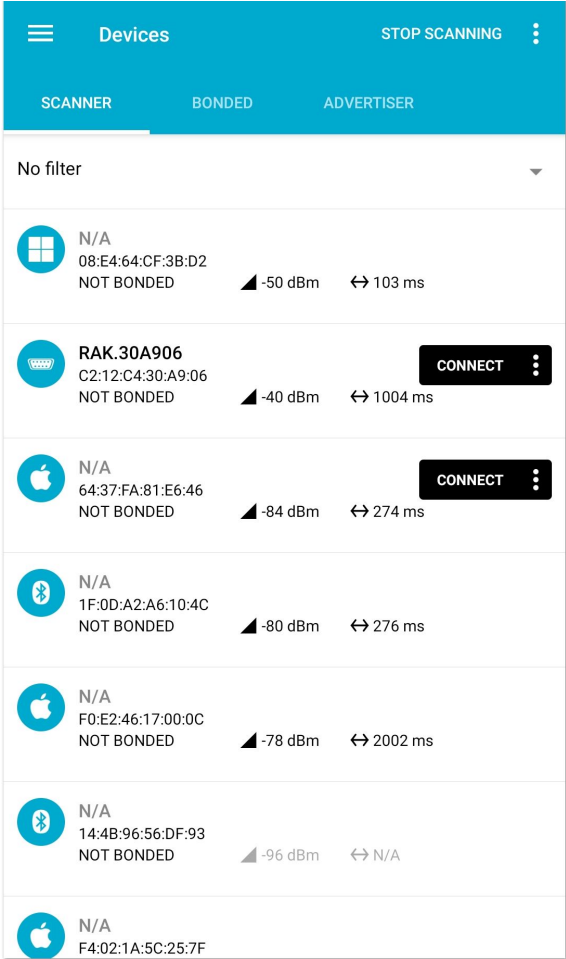 Devices
STOP SCANNING
SCANNER
BONDED
ADVERTISER
No filter
N/A
08:E4:64:CF:3B:D2
NOT BONDED -50 dBm 103 ms
RAK.30A906
CONNECT
C2:12:C4:30:A9:06
NOT BONDED -40 dBm 1004 ms
N/A
CONNECT
64:37:FA:81:E6:46
NOT BONDED -84 dBm 274 ms
N/A
1F:0D:A2:A6:10:4C
NOT BONDED -80 dBm 276 ms
N/A
F0:E2:46:17:00:0C
NOT BONDED -78 dBm 2002 ms
N/A
14:4B:96:56:DF:93
NOT BONDED -96 dBm N/A
N/A
F4:02:1A:5C:25:7F